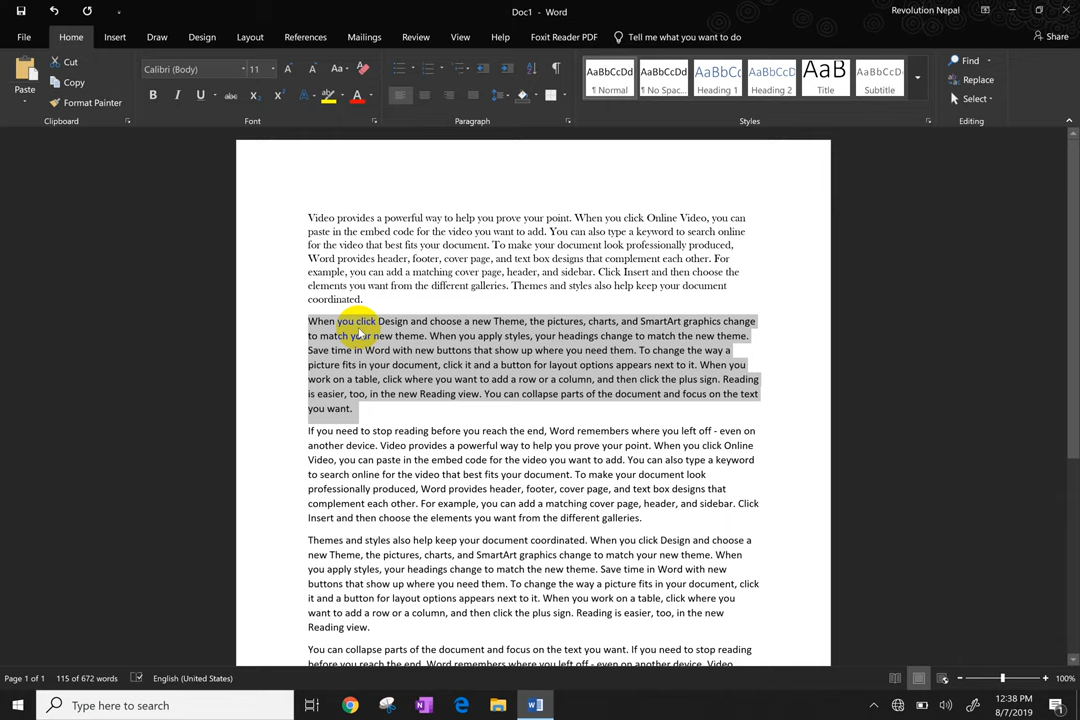 Doc1 - Word
Revolution Nepal
File Home Insert Draw Design Layout References Mailings Review View Help Foxit Reader PDF Tell me what you want to do Share
Paste
Cut
Copy
Format Painter
Clipboard
Calibri (Body) 11
Font
Paragraph
AaBbCcDd AaBbCcDd AaBbCc AaBbCcDd AaB AaBbCcDd
¶ Normal ¶ No Spac... Heading 1 Heading 2 Title Subtitle
Styles
Find
Replace
Select
Editing
Video provides a powerful way to help you prove your point. When you click Online Video, you can
paste in the embed code for the video you want to add. You can also type a keyword to search online
for the video that best fits your document. To make your document look professionally produced,
Word provides header, footer, cover page, and text box designs that complement each other. For
example, you can add a matching cover page, header, and sidebar. Click Insert and then choose the
elements you want from the different galleries. Themes and styles also help keep your document
coordinated.
When you click Design and choose a new Theme, the pictures, charts, and SmartArt graphics change
to match your new theme. When you apply styles, your headings change to match the new theme.
Save time in Word with new buttons that show up where you need them. To change the way a
picture fits in your document, click it and a button for layout options appears next to it. When you
work on a table, click where you want to add a row or a column, and then click the plus sign. Reading
is easier, too, in the new Reading view. You can collapse parts of the document and focus on the text
you want.
If you need to stop reading before you reach the end, Word remembers where you left off - even on
another device. Video provides a powerful way to help you prove your point. When you click Online
Video, you can paste in the embed code for the video you want to add. You can also type a keyword
to search online for the video that best fits your document. To make your document look
professionally produced, Word provides header, footer, cover page, and text box designs that
complement each other. For example, you can add a matching cover page, header, and sidebar. Click
Insert and then choose the elements you want from the different galleries.
Themes and styles also help keep your document coordinated. When you click Design and choose a
new Theme, the pictures, charts, and SmartArt graphics change to match your new theme. When
you apply styles, your headings change to match the new theme. Save time in Word with new
buttons that show up where you need them. To change the way a picture fits in your document, click
it and a button for layout options appears next to it. When you work on a table, click where you
want to add a row or a column, and then click the plus sign. Reading is easier, too, in the new
Reading view.
You can collapse parts of the document and focus on the text you want. If you need to stop reading
before you reach the end, Word remembers where you left off - even on another device. Video
Page 1 of 1 115 of 672 words English (United States) 100%
Type here to search
12:38 PM
8/7/2019